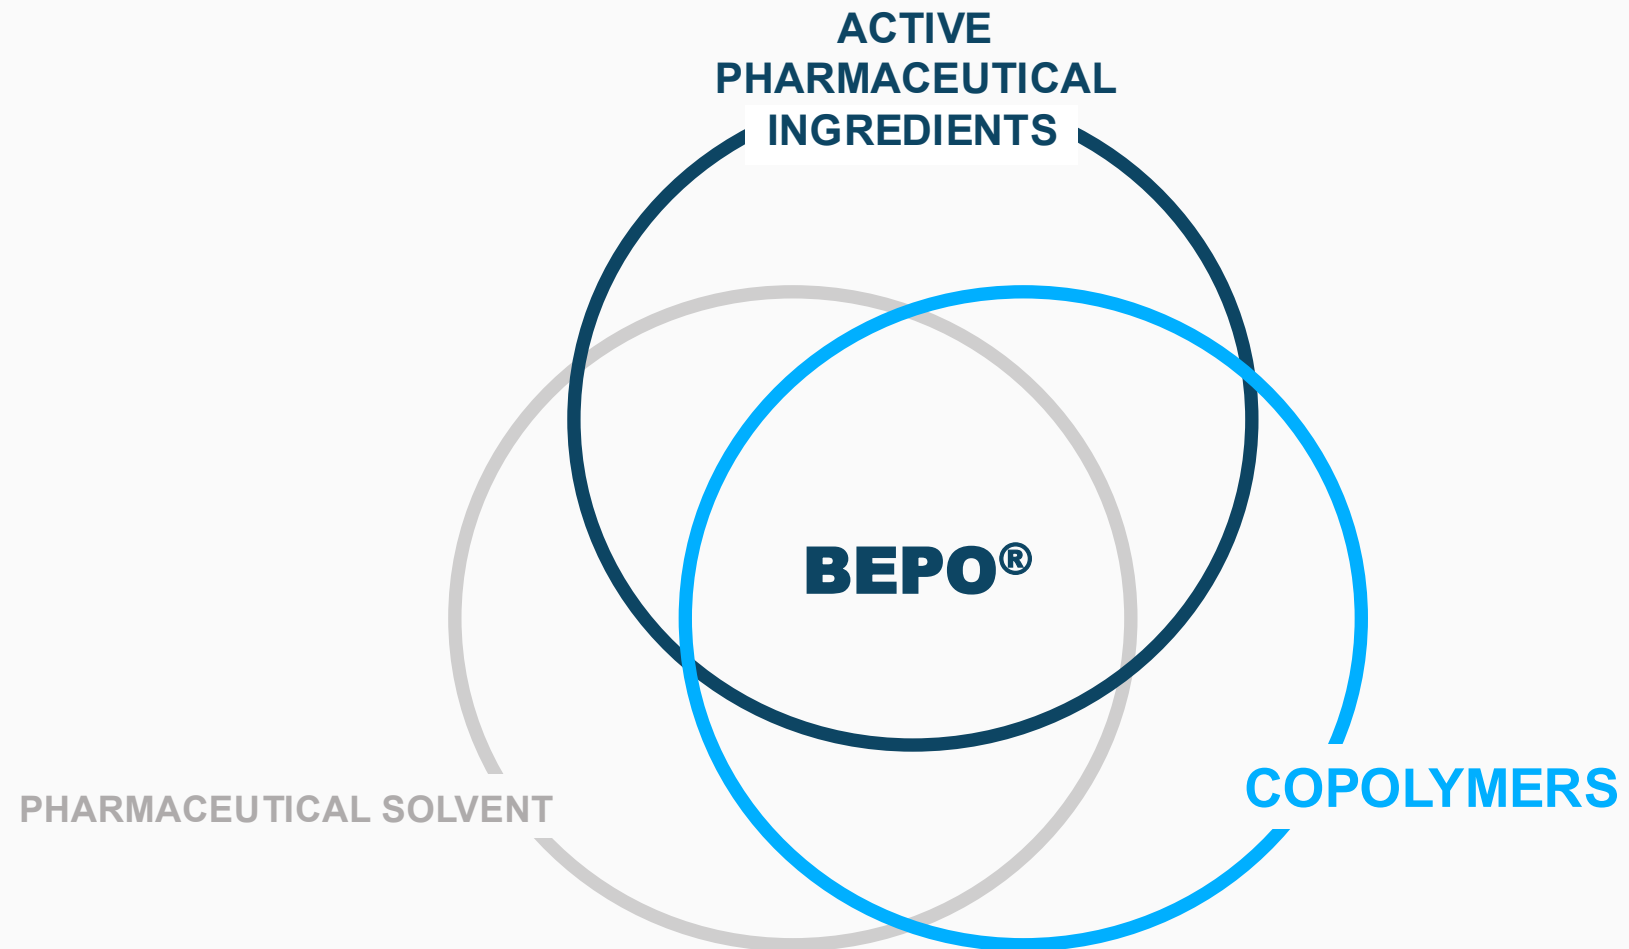 ACTIVE
PHARMACEUTICAL
INGREDIENTS
BEPO®
COPOLYMERS
PHARMACEUTICAL SOLVENT